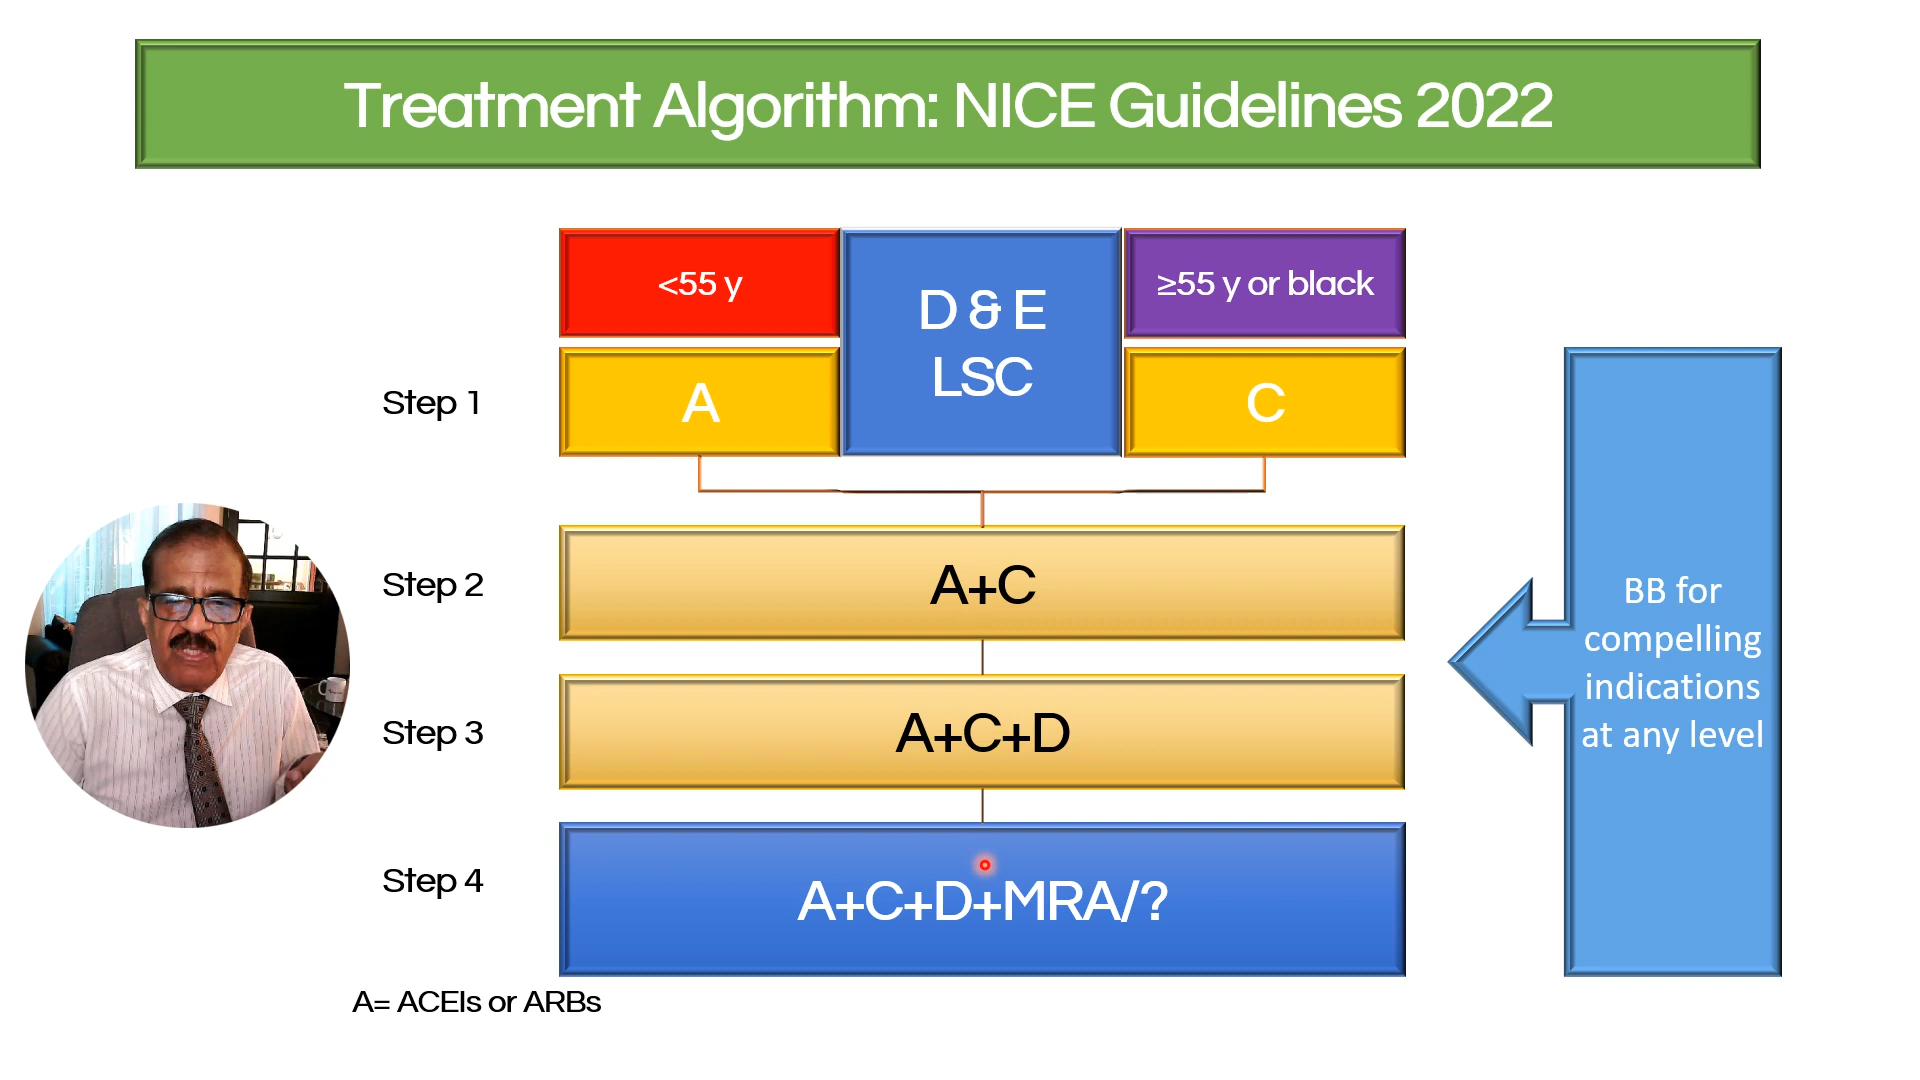 Treatment Algorithm: NICE Guidelines 2022
<55 y
D & E
LSC
≥55 y or black
Step 1
A
C
Step 2
A+C
Step 3
A+C+D
Step 4
A+C+D+MRA/?
BB for
compelling
indications
at any level
A= ACEIs or ARBs